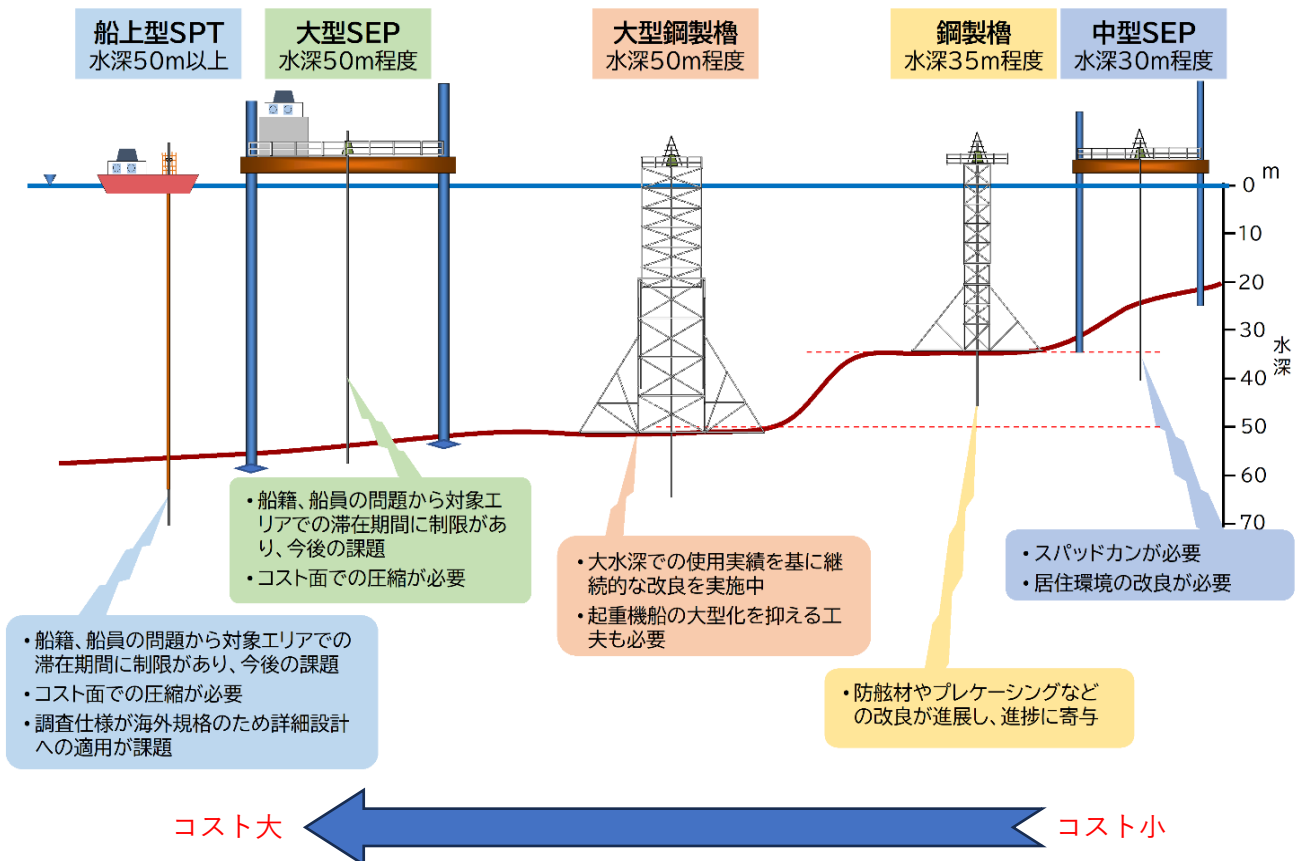 船上型SPT
水深50m以上
大型SEP
水深50m程度
大型鋼製櫓
水深50m程度
鋼製櫓
水深35m程度
中型SEP
水深30m程度
m
0
10
20
30
40
50
60
70
水深
・船籍、船員の問題から対象エリアでの
滞在期間に制限があり、今後の課題
・コスト面での圧縮が必要
・調査仕様が海外規格のため詳細設計
への適用が課題
・船籍、船員の問題から対象エ
リアでの滞在期間に制限があ
り、今後の課題
・コスト面での圧縮が必要
・大水深での使用実績を基に継
続的な改良を実施中
・起重機船の大型化を抑える工
夫も必要
・防舷材やプレケーシングなど
の改良が進展し、進捗に寄与
・スパッドカンが必要
・居住環境の改良が必要
コスト大
コスト小